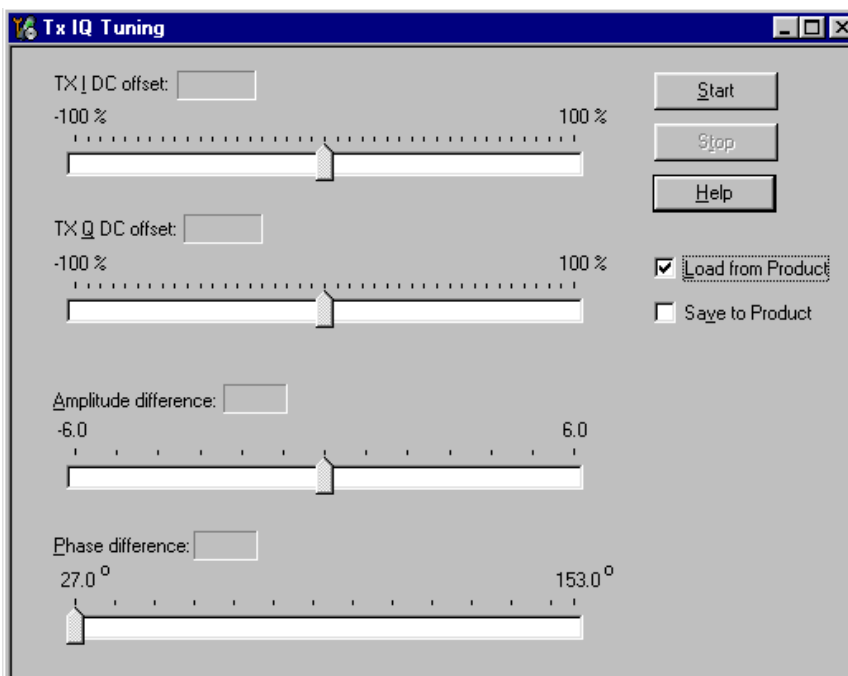 Tx IQ Tuning
TX I DC offset:
-100 % 100 %
TX Q DC offset:
-100 % 100 %
Amplitude difference:
-6.0 6.0
Phase difference:
27.0 º 153.0 º
Start
Stop
Help
Load from Product
Save to Product